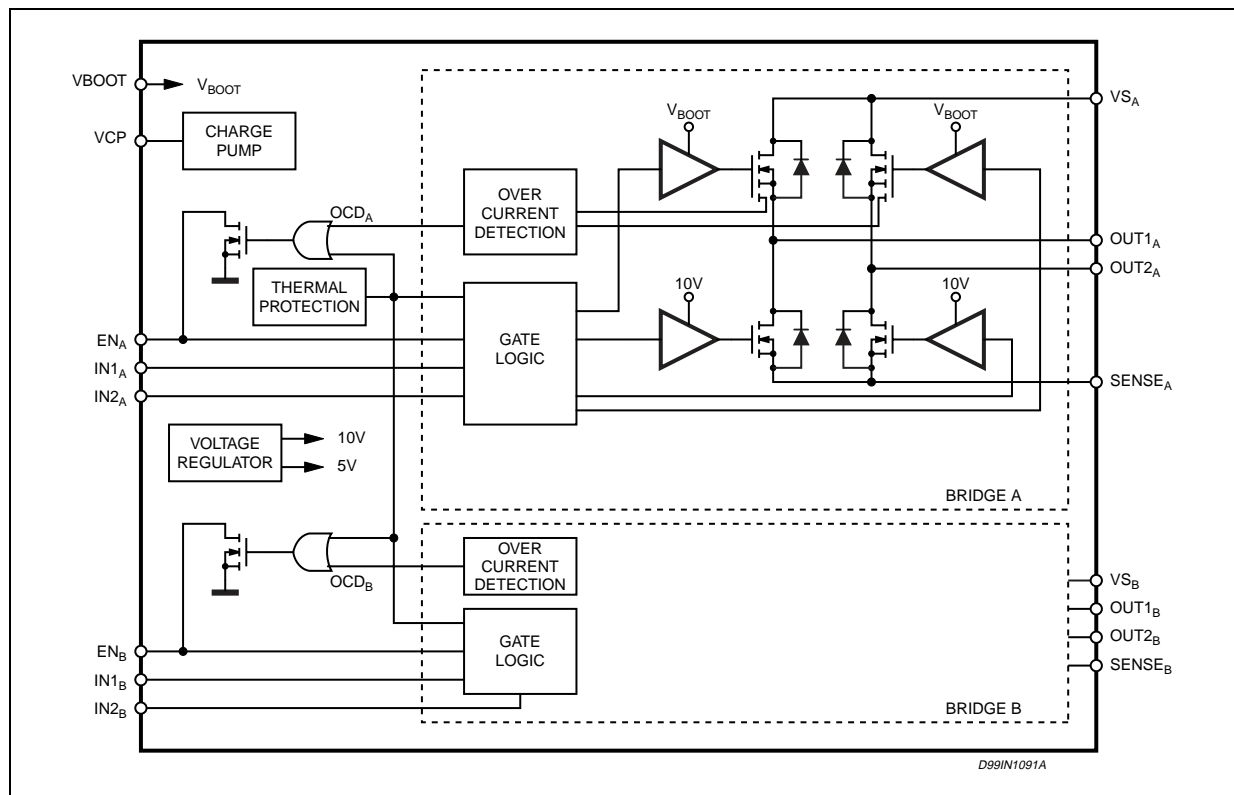 VBOOT
VBOOT
VCP
CHARGE
PUMP
VBOOT
VBOOT
VSA
OVER
CURRENT
DETECTION
OCDA
THERMAL
PROTECTION
OUT1A
OUT2A
10V
10V
ENA
IN1A
IN2A
GATE
LOGIC
SENSEA
VOLTAGE
REGULATOR
10V
5V
BRIDGE A
OVER
CURRENT
DETECTION
OCDB
VSB
OUT1B
OUT2B
SENSEB
GATE
LOGIC
ENB
IN1B
IN2B
BRIDGE B
D99IN1091A